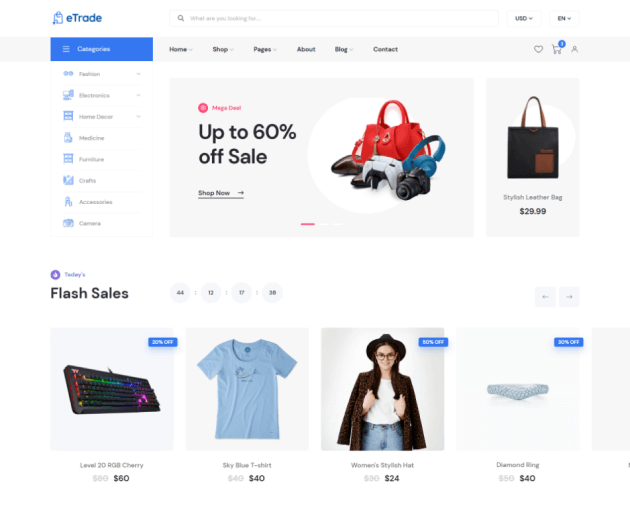 eTrade
What are you looking for...
USD
EN
Categories
Home
Shop
Pages
About
Blog
Contact
3
Fashion
Electronics
Home Decor
Medicine
Furniture
Crafts
Accessories
Camera
Mega Deal
Up to 60%
off Sale
Shop Now
Stylish Leather Bag
$29.99
Today's
Flash Sales
44 : 12 : 17 : 38
20% OFF
50% OFF
30% OFF
Level 20 RGB Cherry
$80 $60
Sky Blue T-shirt
$40 $40
Women's Stylish Hat
$30 $24
Diamond Ring
$50 $40